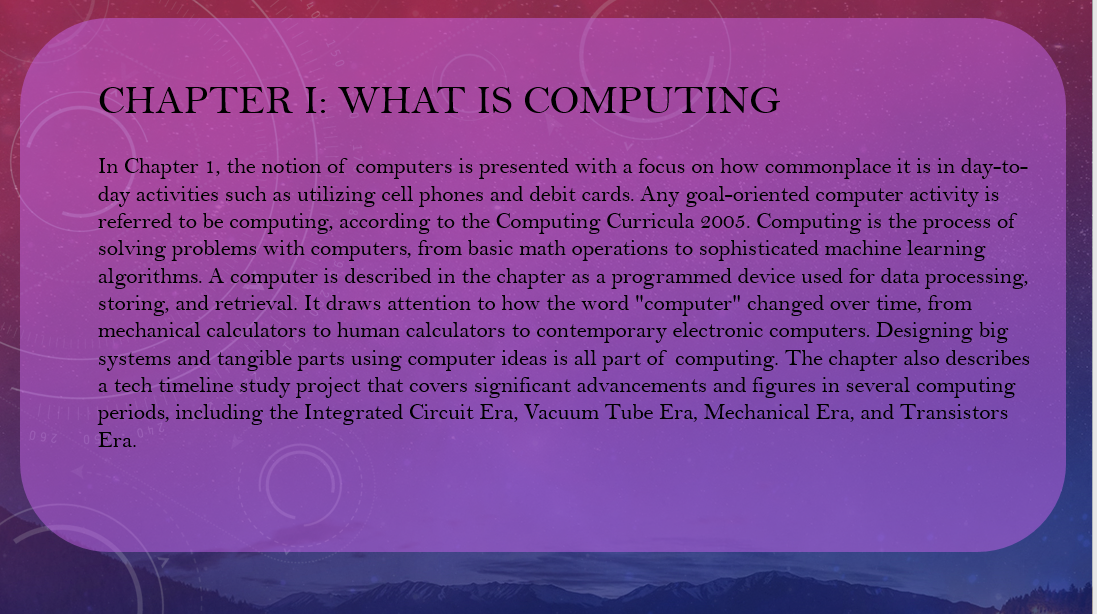 CHAPTER I: WHAT IS COMPUTING
In Chapter 1, the notion of computers is presented with a focus on how commonplace it is in day-to-
day activities such as utilizing cell phones and debit cards. Any goal-oriented computer activity is
referred to be computing, according to the Computing Curricula 2005. Computing is the process of
solving problems with computers, from basic math operations to sophisticated machine learning
algorithms. A computer is described in the chapter as a programmed device used for data processing,
storing, and retrieval. It draws attention to how the word "computer" changed over time, from
mechanical calculators to human calculators to contemporary electronic computers. Designing big
systems and tangible parts using computer ideas is all part of computing. The chapter also describes
a tech timeline study project that covers significant advancements and figures in several computing
periods, including the Integrated Circuit Era, Vacuum Tube Era, Mechanical Era, and Transistors
Era.
260
240